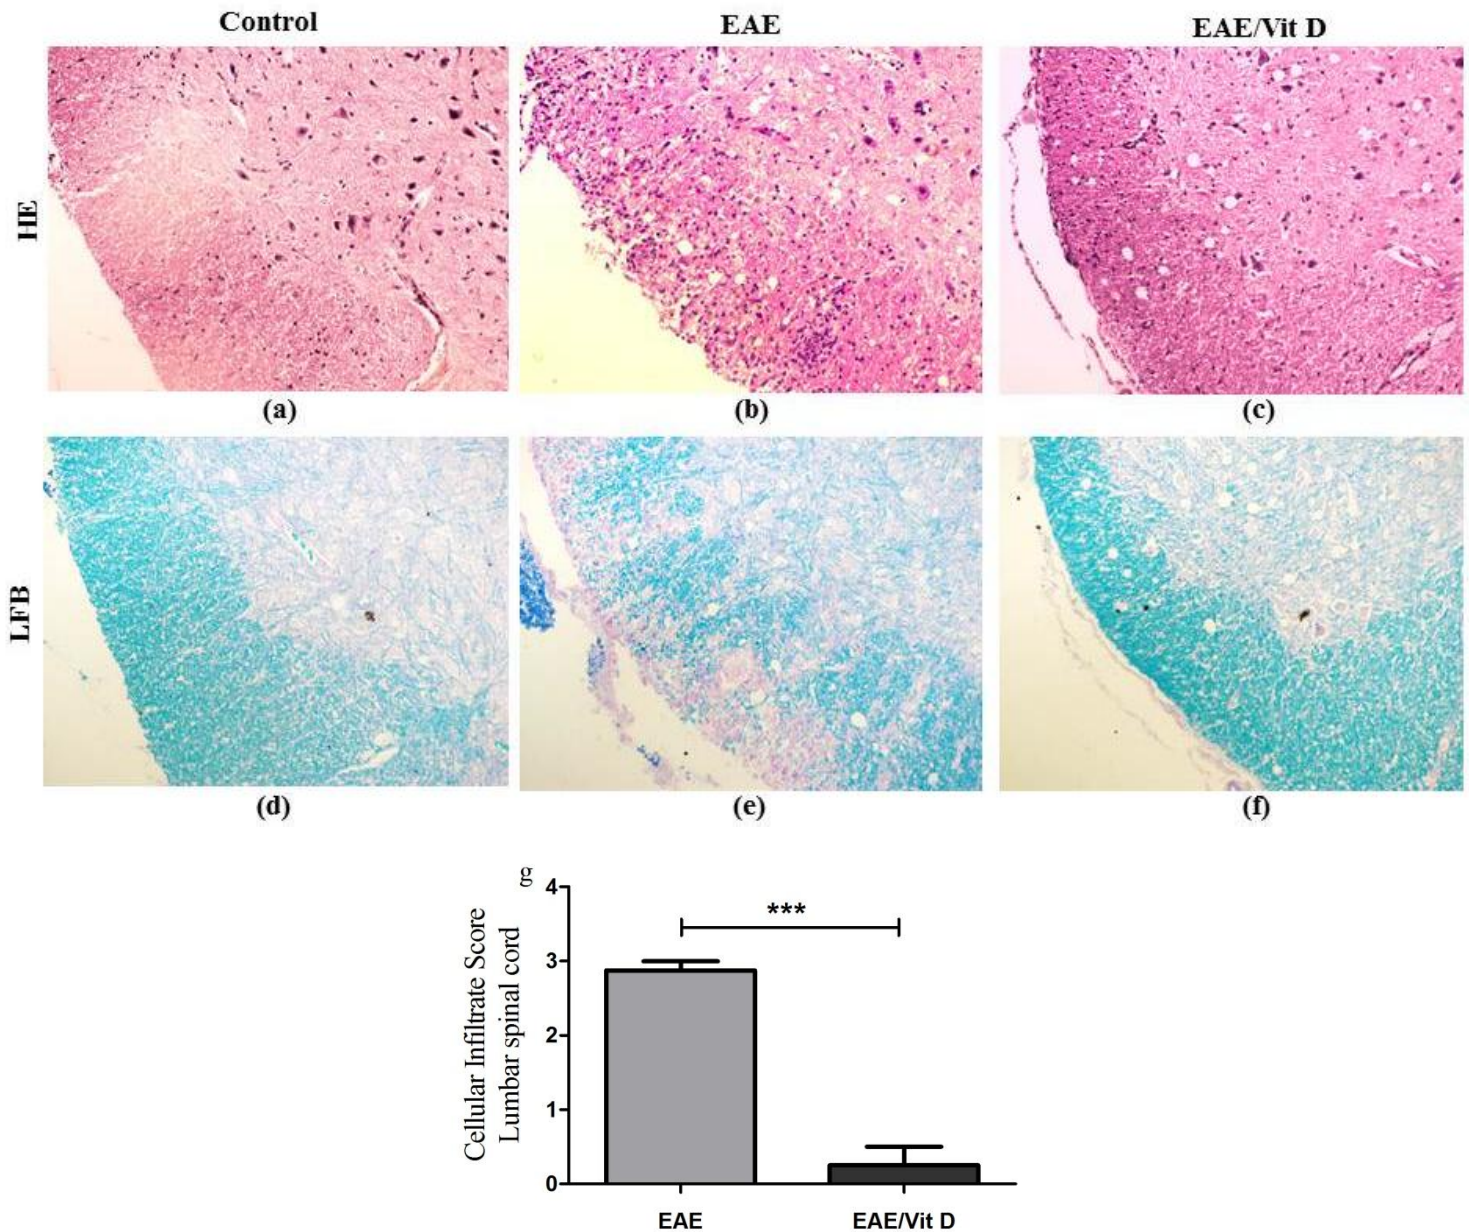 Control
EAE
EAE/Vit D
HE
(a)
(b)
(c)
LFB
(d)
(e)
(f)
g
Cellular Infiltrate Score
Lumbar spinal cord
4
3
2
1
0
***
EAE
EAE/Vit D